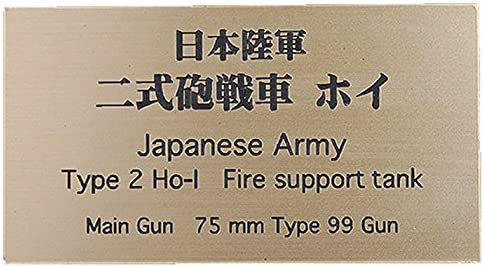 日本陸軍
二式砲戦車 ホイ
Japanese Army
Type 2 Ho-I Fire support tank
Main Gun 75 mm Type 99 Gun